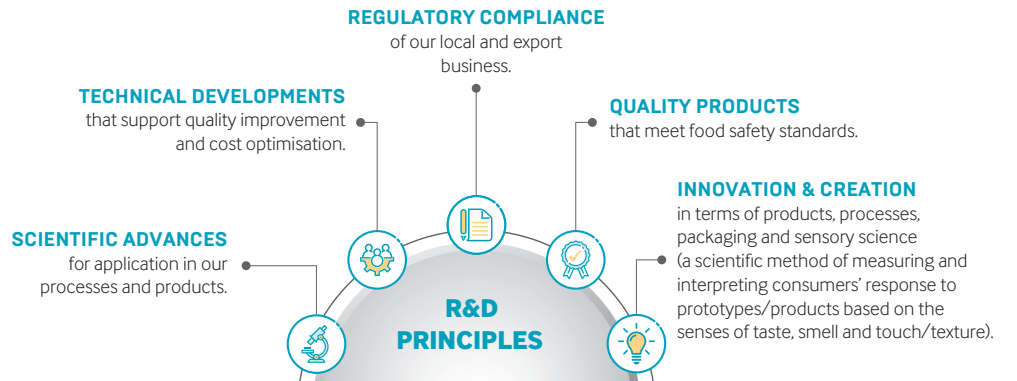 REGULATORY COMPLIANCE
of our local and export
business.
TECHNICAL DEVELOPMENTS
that support quality improvement
and cost optimisation.
QUALITY PRODUCTS
that meet food safety standards.
INNOVATION & CREATION
in terms of products, processes,
packaging and sensory science
(a scientific method of measuring and
interpreting consumers’ response to
prototypes/products based on the
senses of taste, smell and touch/texture).
SCIENTIFIC ADVANCES
for application in our
processes and products.
R&D
PRINCIPLES